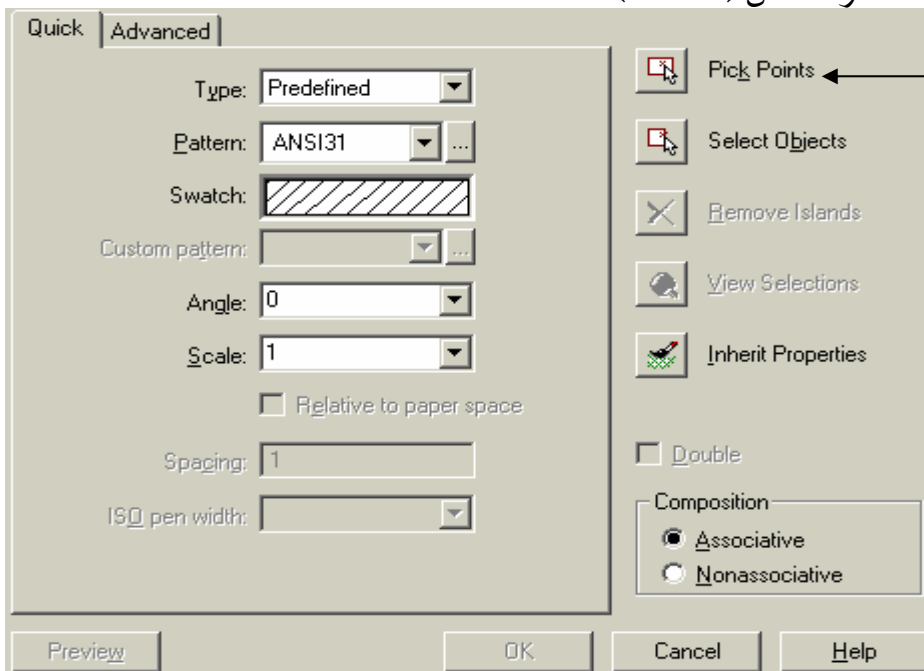 Quick
Advanced
Type: Predefined
Pattern: ANSI31 ...
Swatch:
Custom pattern: ...
Angle: 0
Scale: 1
Relative to paper space
Spacing: 1
ISO pen width:
Pick Points
Select Objects
Remove Islands
View Selections
Inherit Properties
Double
Composition
Associative
Nonassociative
Preview
OK
Cancel
Help